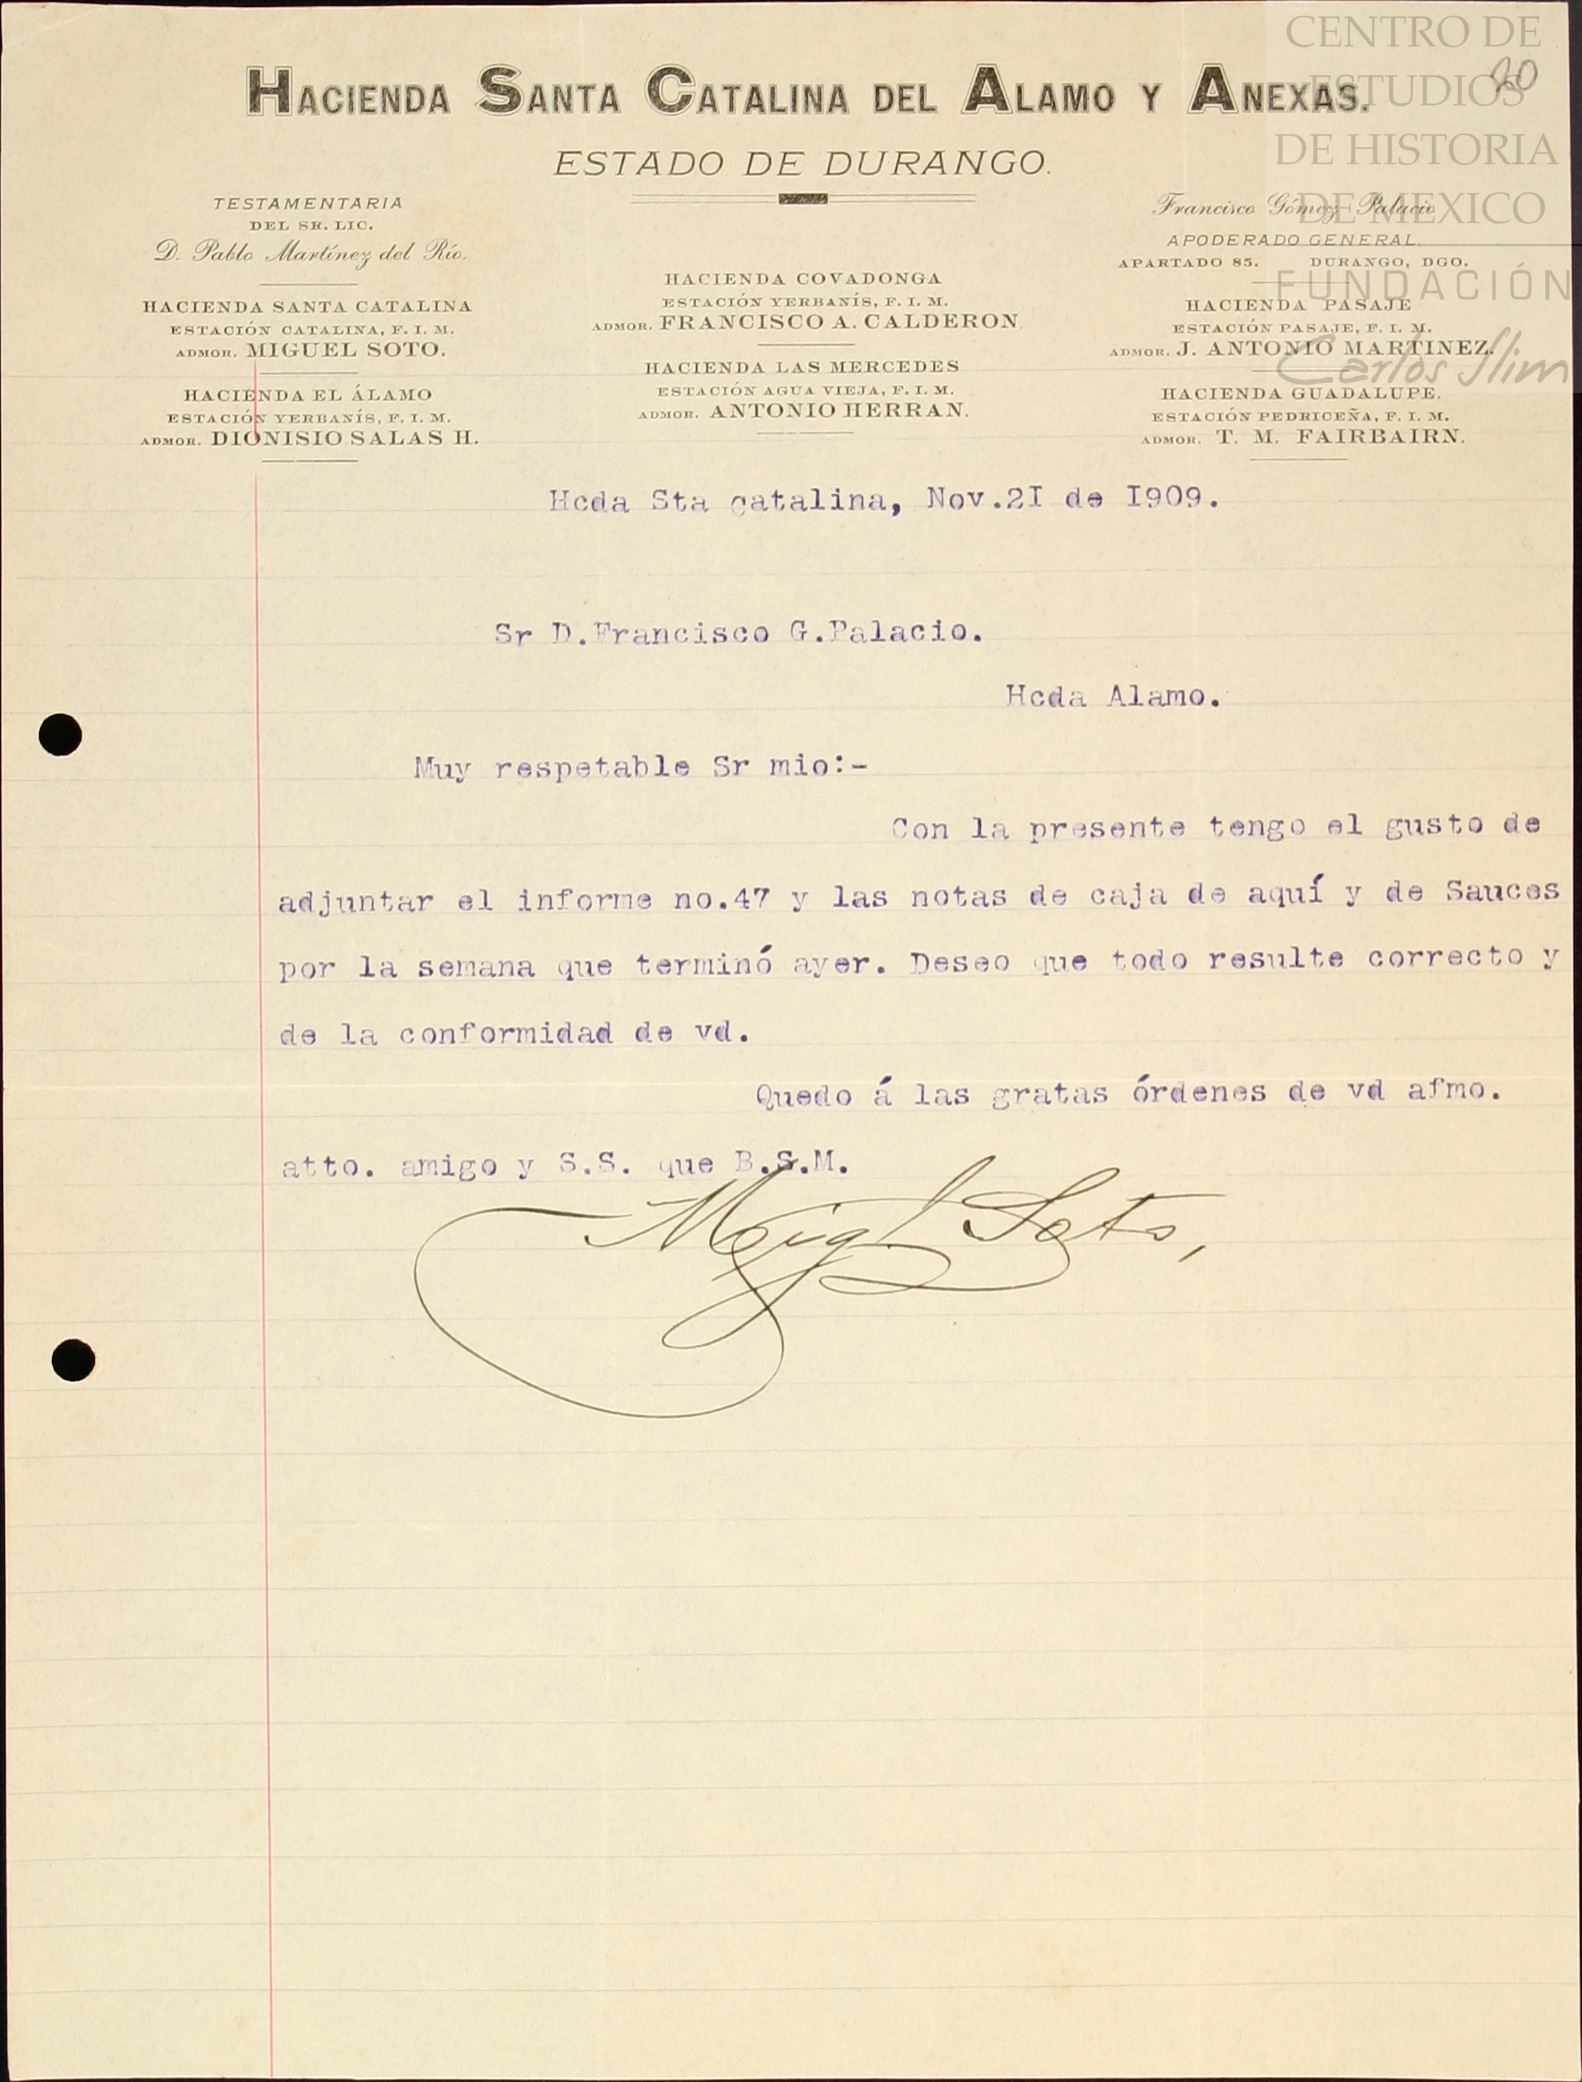 HACIENDA SANTA CATALINA DEL ALAMO Y ANEXAS.
ESTADO DE DURANGO.
TESTAMENTARIA
DEL SR. LIC.
D. Pablo Martínez del Río.
HACIENDA SANTA CATALINA
ESTACIÓN CATALINA, F. I. M.
ADMOR. MIGUEL SOTO.
HACIENDA EL ÁLAMO
ESTACIÓN YERBANÍS, F. I. M.
ADMOR. DIONISIO SALAS H.
HACIENDA COVADONGA
ESTACIÓN YERBANÍS, F. I. M.
ADMOR. FRANCISCO A. CALDERON
HACIENDA LAS MERCEDES
ESTACIÓN AGUA VIEJA, F. I. M.
ADMOR. ANTONIO HERRAN.
Francisco Gómez Palacio
APODERADO GENERAL.
APARTADO 85. DURANGO, DGO.
HACIENDA PASAJE
ESTACIÓN PASAJE, F. I. M.
ADMOR. J. ANTONIO MARTINEZ.
HACIENDA GUADALUPE.
ESTACIÓN PEDRICEÑA, F. I. M.
ADMOR. T. M. FAIRBAIRN.
CENTRO DE
ESTUDIOS
DE HISTORIA
DE MEXICO
FUNDACIÓN
Carlos Slim
20
Hcda Sta catalina, Nov.2I de I909.
Sr D.Francisco G.Palacio.
Hcda Alamo.
Muy respetable Sr mio:-
Con la presente tengo el gusto de
adjuntar el informe no.47 y las notas de caja de aquí y de Sauces
por la semana que terminó ayer. Deseo que todo resulte correcto y
de la conformidad de vd.
Quedo á las gratas órdenes de vd afmo.
atto. amigo y S.S. que B.S.M.
Migl Soto,